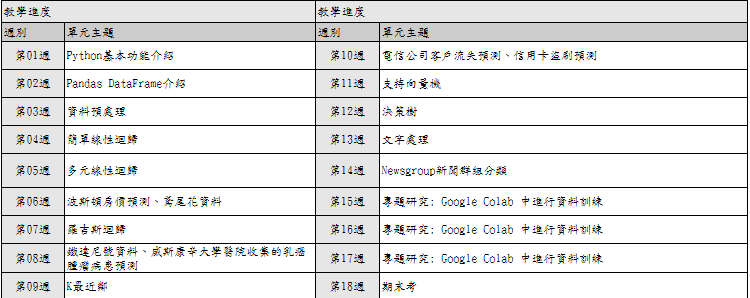 教學進度
週別 單元主題
第01週 Python基本功能介紹
第02週 Pandas DataFrame介紹
第03週 資料預處理
第04週 簡單線性迴歸
第05週 多元線性迴歸
第06週 波斯頓房價預測、鳶尾花資料
第07週 羅吉斯迴歸
第08週 鐵達尼號資料、威斯康辛大學醫院收集的乳癌
腫瘤病患預測
第09週 K最近鄰
教學進度
週別 單元主題
第10週 電信公司客戶流失預測、信用卡盜刷預測
第11週 支持向量機
第12週 決策樹
第13週 文字處理
第14週 Newsgroup新聞群組分類
第15週 專題研究: Google Colab 中進行資料訓練
第16週 專題研究: Google Colab 中進行資料訓練
第17週 專題研究: Google Colab 中進行資料訓練
第18週 期末考